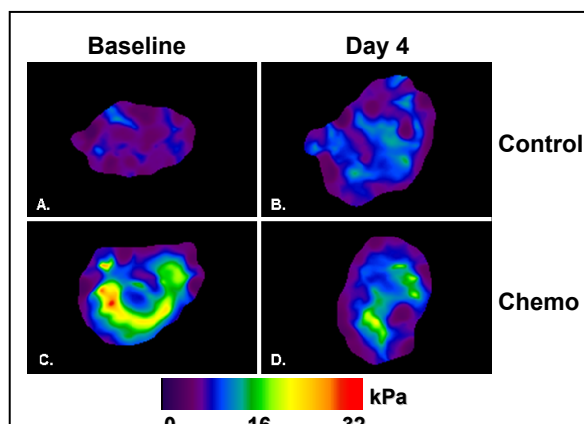 Baseline Day 4
A. B. Control
C. D. Chemo
kPa
0 16 32